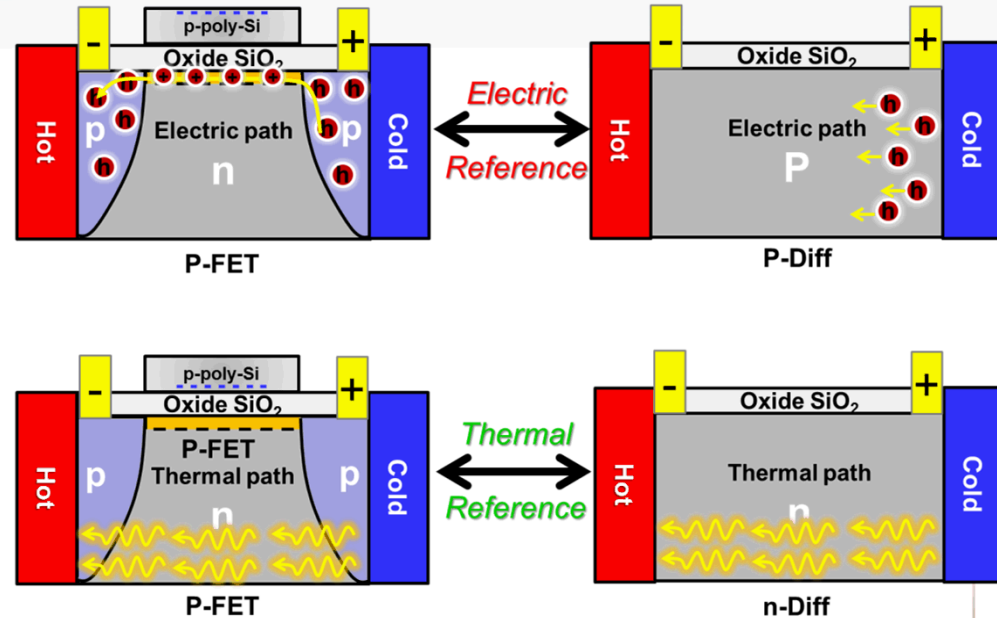 p-poly-Si
- +
Oxide SiO₂
Hot
h h h h
+ + + +
h h h h
p
Electric path
p
n
Cold
P-FET
Electric
Reference
- +
Oxide SiO₂
Hot
Electric path
P
h
h
h
h
h
Cold
P-Diff
p-poly-Si
- +
Oxide SiO₂
Hot
P-FET
p
Thermal path
p
n
Cold
P-FET
Thermal
Reference
- +
Oxide SiO₂
Hot
Thermal path
n
Cold
n-Diff